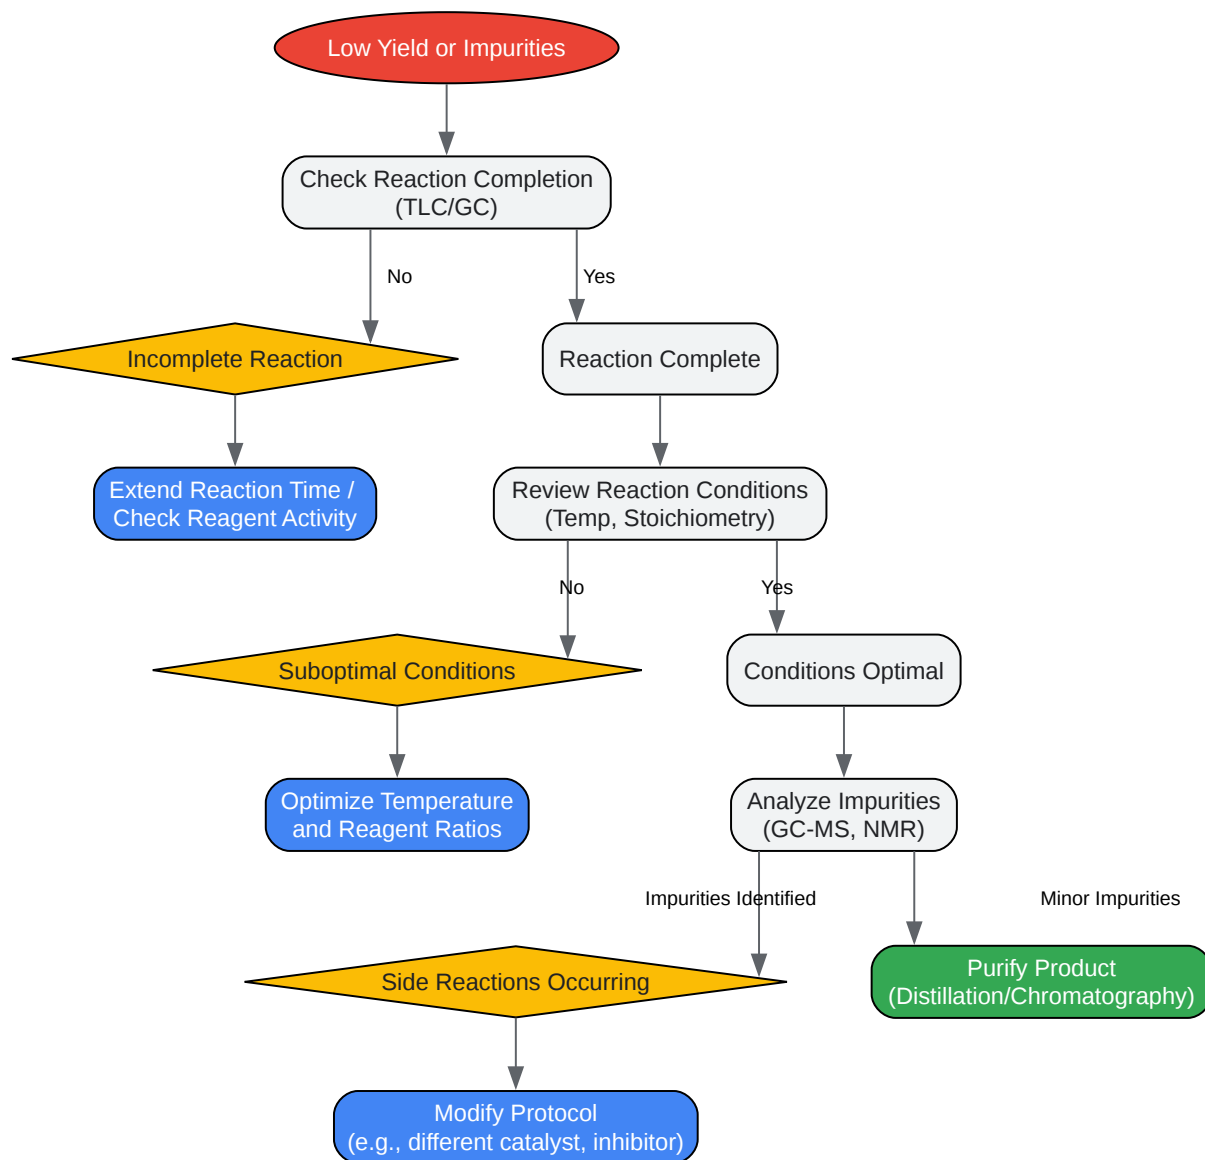 Low Yield or Impurities
Check Reaction Completion
(TLC/GC)
No
Yes
Incomplete Reaction
Reaction Complete
Extend Reaction Time /
Check Reagent Activity
Review Reaction Conditions
(Temp, Stoichiometry)
No
Yes
Suboptimal Conditions
Conditions Optimal
Optimize Temperature
and Reagent Ratios
Analyze Impurities
(GC-MS, NMR)
Impurities Identified
Minor Impurities
Side Reactions Occurring
Purify Product
(Distillation/Chromatography)
Modify Protocol
(e.g., different catalyst, inhibitor)